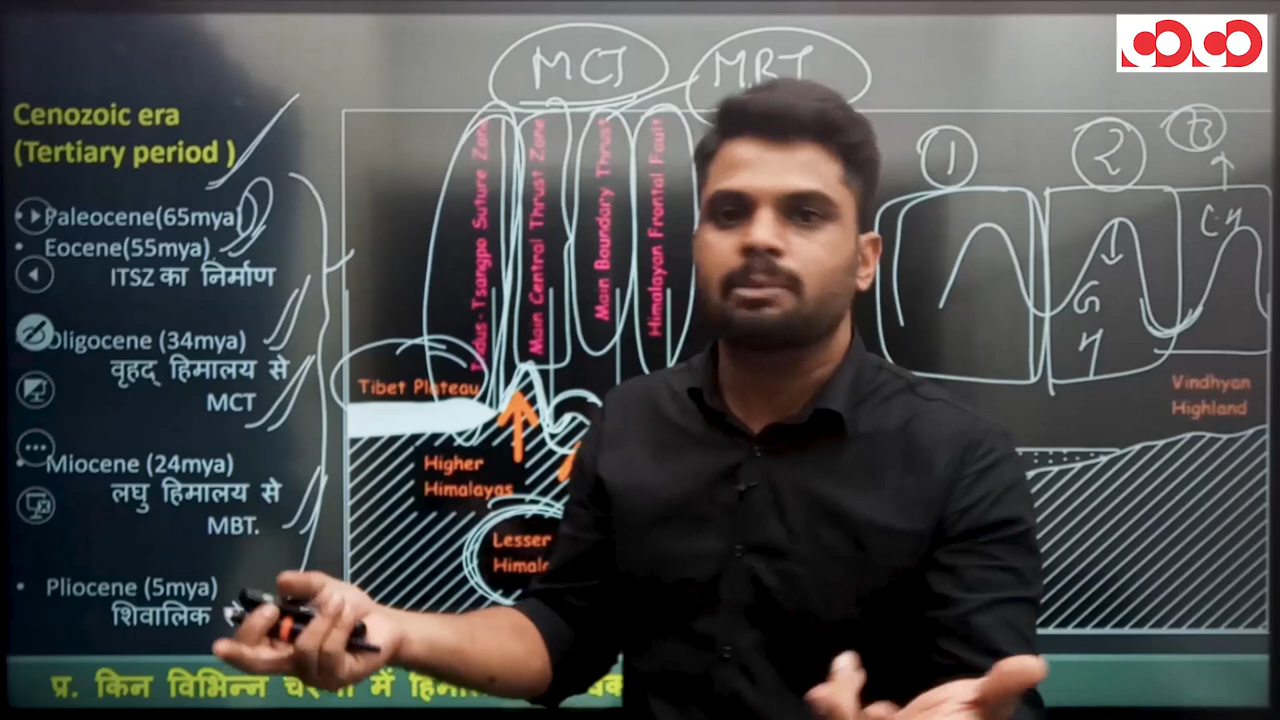 MCT
MBT
Cenozoic era
(Tertiary period )
Paleocene(65mya)
Eocene(55mya)
ITSZ का निर्माण
Oligocene (34mya)
वृहद् हिमालय से
MCT
Miocene (24mya)
लघु हिमालय से
MBT.
Pliocene (5mya)
शिवालिक
Indus-Tsangpo Suture Zone
Main Central Thrust Zone
Main Boundary Thrust
Himalayan Frontal Fault
1
2
Tibet Plateau
Higher
Himalayas
Lesser
Vindhyan
Highland
प्र. किन विभिन्न में